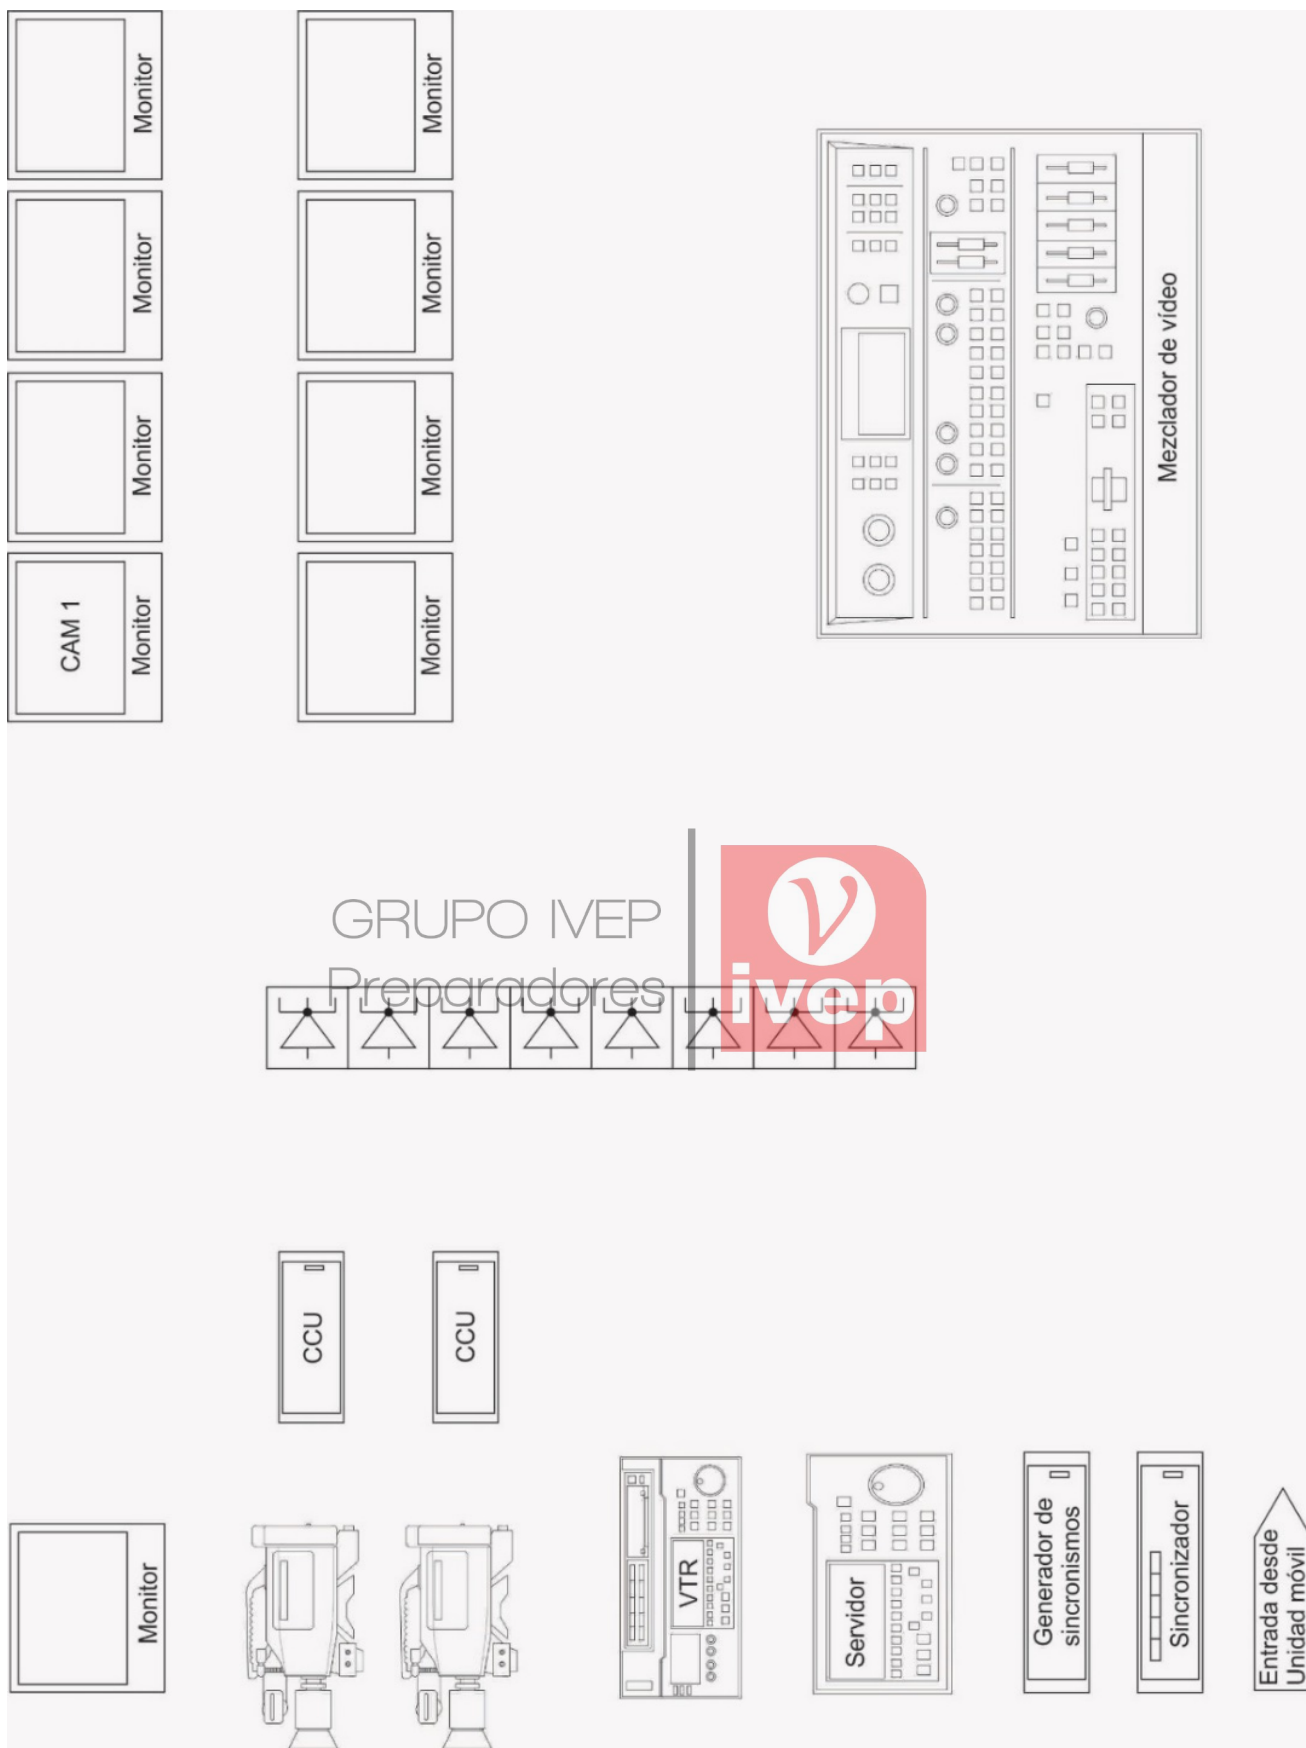 Monitor
Monitor
Monitor
Monitor
Monitor
Monitor
CAM 1
Monitor
Monitor
Mezclador de vídeo
GRUPO IVEP
Preparadores
V
ivep
CCU
CCU
Monitor
VTR
Servidor
Generador de
sincronismos
Sincronizador
Entrada desde
Unidad móvil